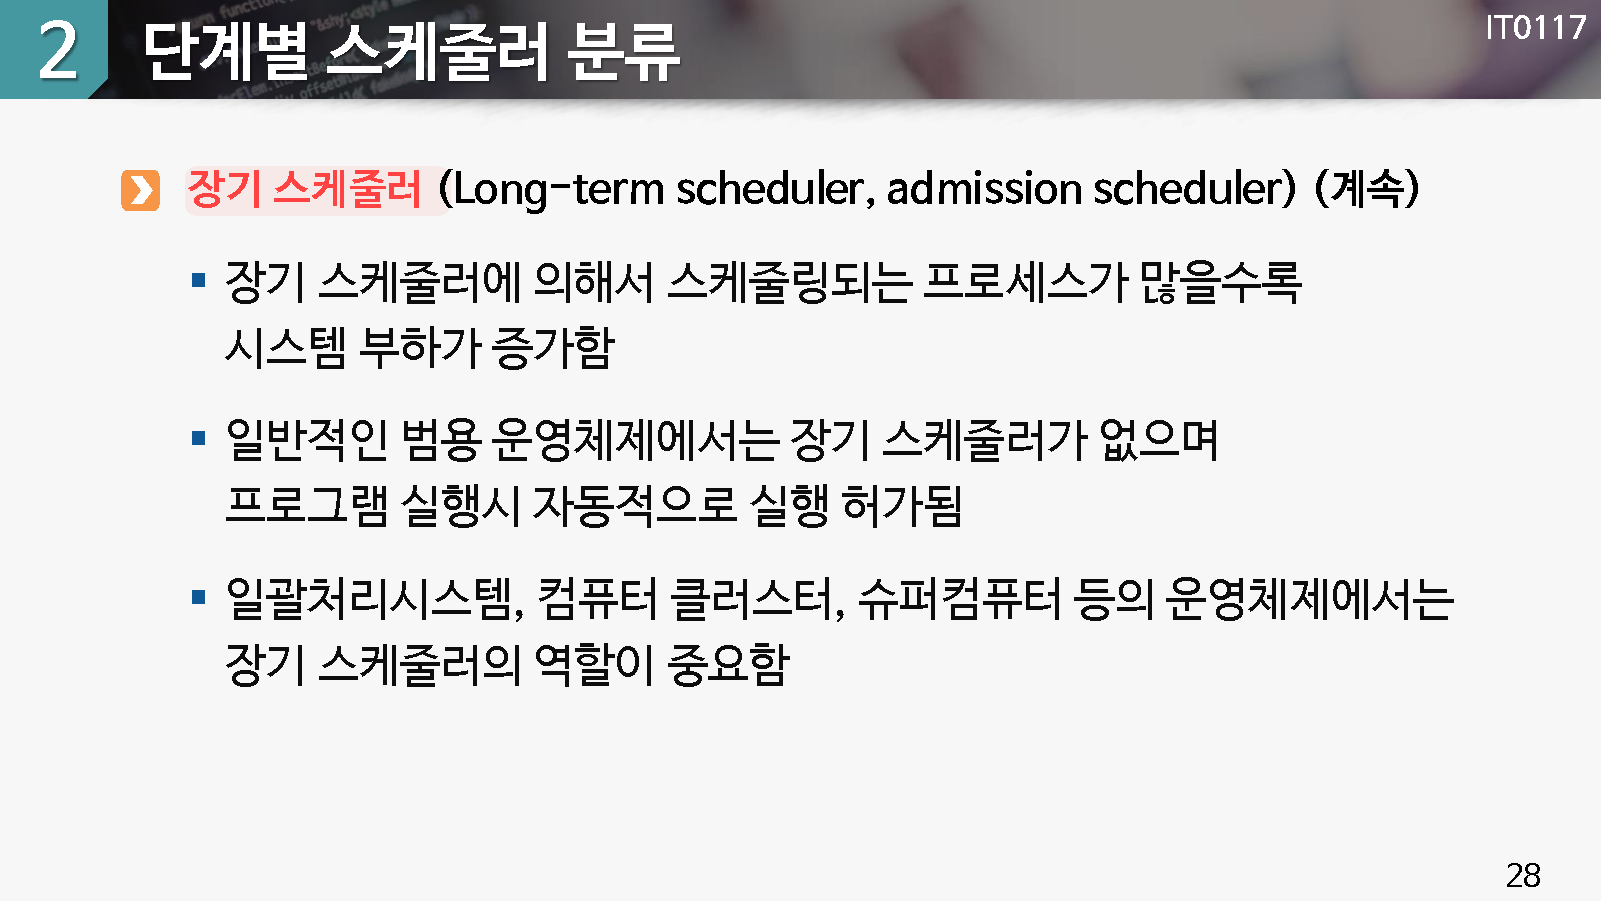 2 단계별 스케줄러 분류
IT0117
장기 스케줄러 (Long-term scheduler, admission scheduler) (계속)
장기 스케줄러에 의해서 스케줄링되는 프로세스가 많을수록
시스템 부하가 증가함
일반적인 범용 운영체제에서는 장기 스케줄러가 없으며
프로그램 실행시 자동적으로 실행 허가됨
일괄처리시스템, 컴퓨터 클러스터, 슈퍼컴퓨터 등의 운영체제에서는
장기 스케줄러의 역할이 중요함
28